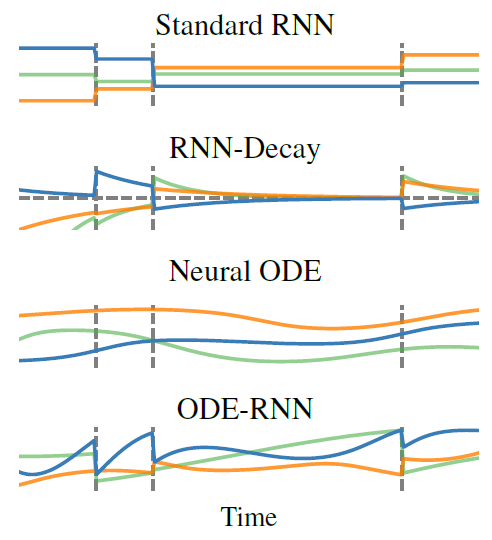 Standard RNN
RNN-Decay
Neural ODE
ODE-RNN
Time